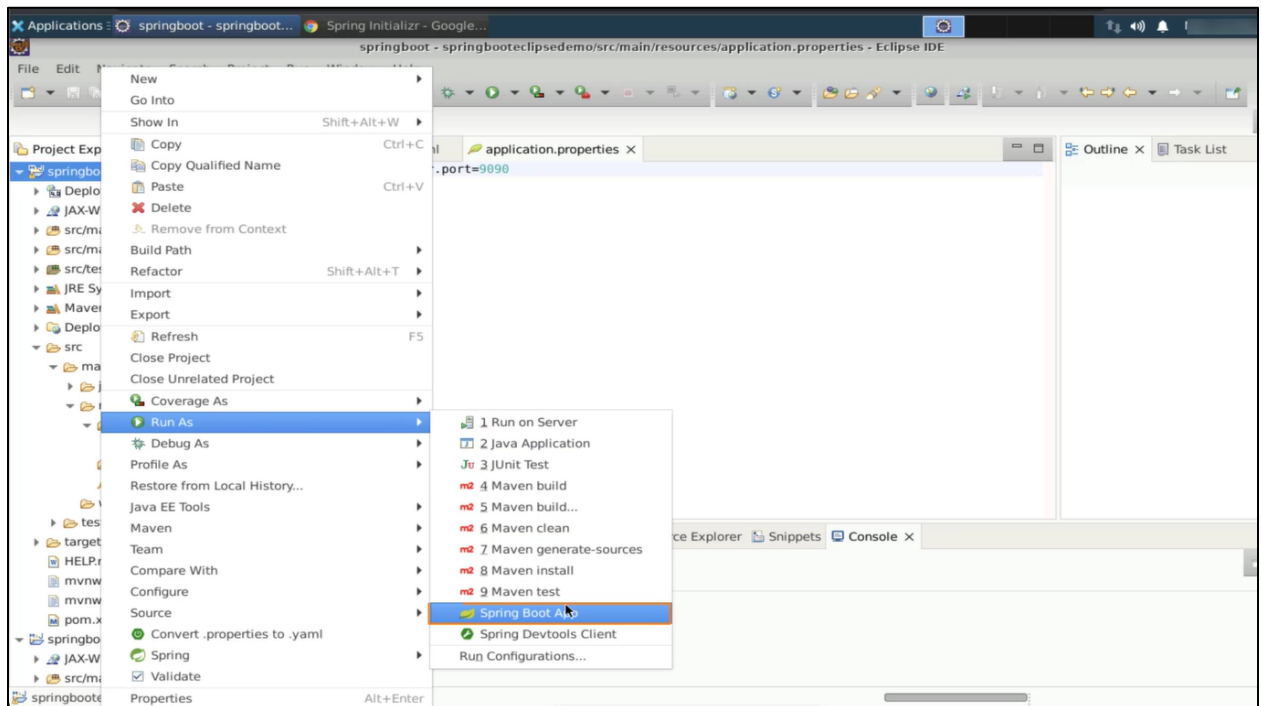 Applications
springboot - springboot...
Spring Initializr - Google...
springboot - springbooteclipsedemo/src/main/resources/application.properties - Eclipse IDE
File Edit
New
Go Into
Show In Shift+Alt+W
Copy Ctrl+C
Copy Qualified Name
Paste Ctrl+V
Delete
Remove from Context
Build Path
Refactor Shift+Alt+T
Import
Export
Refresh F5
Close Project
Close Unrelated Project
Coverage As
Run As
Debug As
Profile As
Restore from Local History...
Java EE Tools
Maven
Team
Compare With
Configure
Source
Convert .properties to .yaml
Spring
Validate
Properties Alt+Enter
1 Run on Server
2 Java Application
Ju 3 JUnit Test
m2 4 Maven build
m2 5 Maven build...
m2 6 Maven clean
m2 7 Maven generate-sources
m2 8 Maven install
m2 9 Maven test
Spring Boot App
Spring Devtools Client
Run Configurations...
Project Exp
springbo
Deplo
JAX-W
src/ma
src/ma
src/tes
JRE Sy
Maven
Deplo
src
ma
tes
target
HELP.r
mvnw
mvnw
pom.x
springbo
JAX-W
src/ma
springboote
application.properties
.port=9090
Outline
Task List
ce Explorer
Snippets
Console